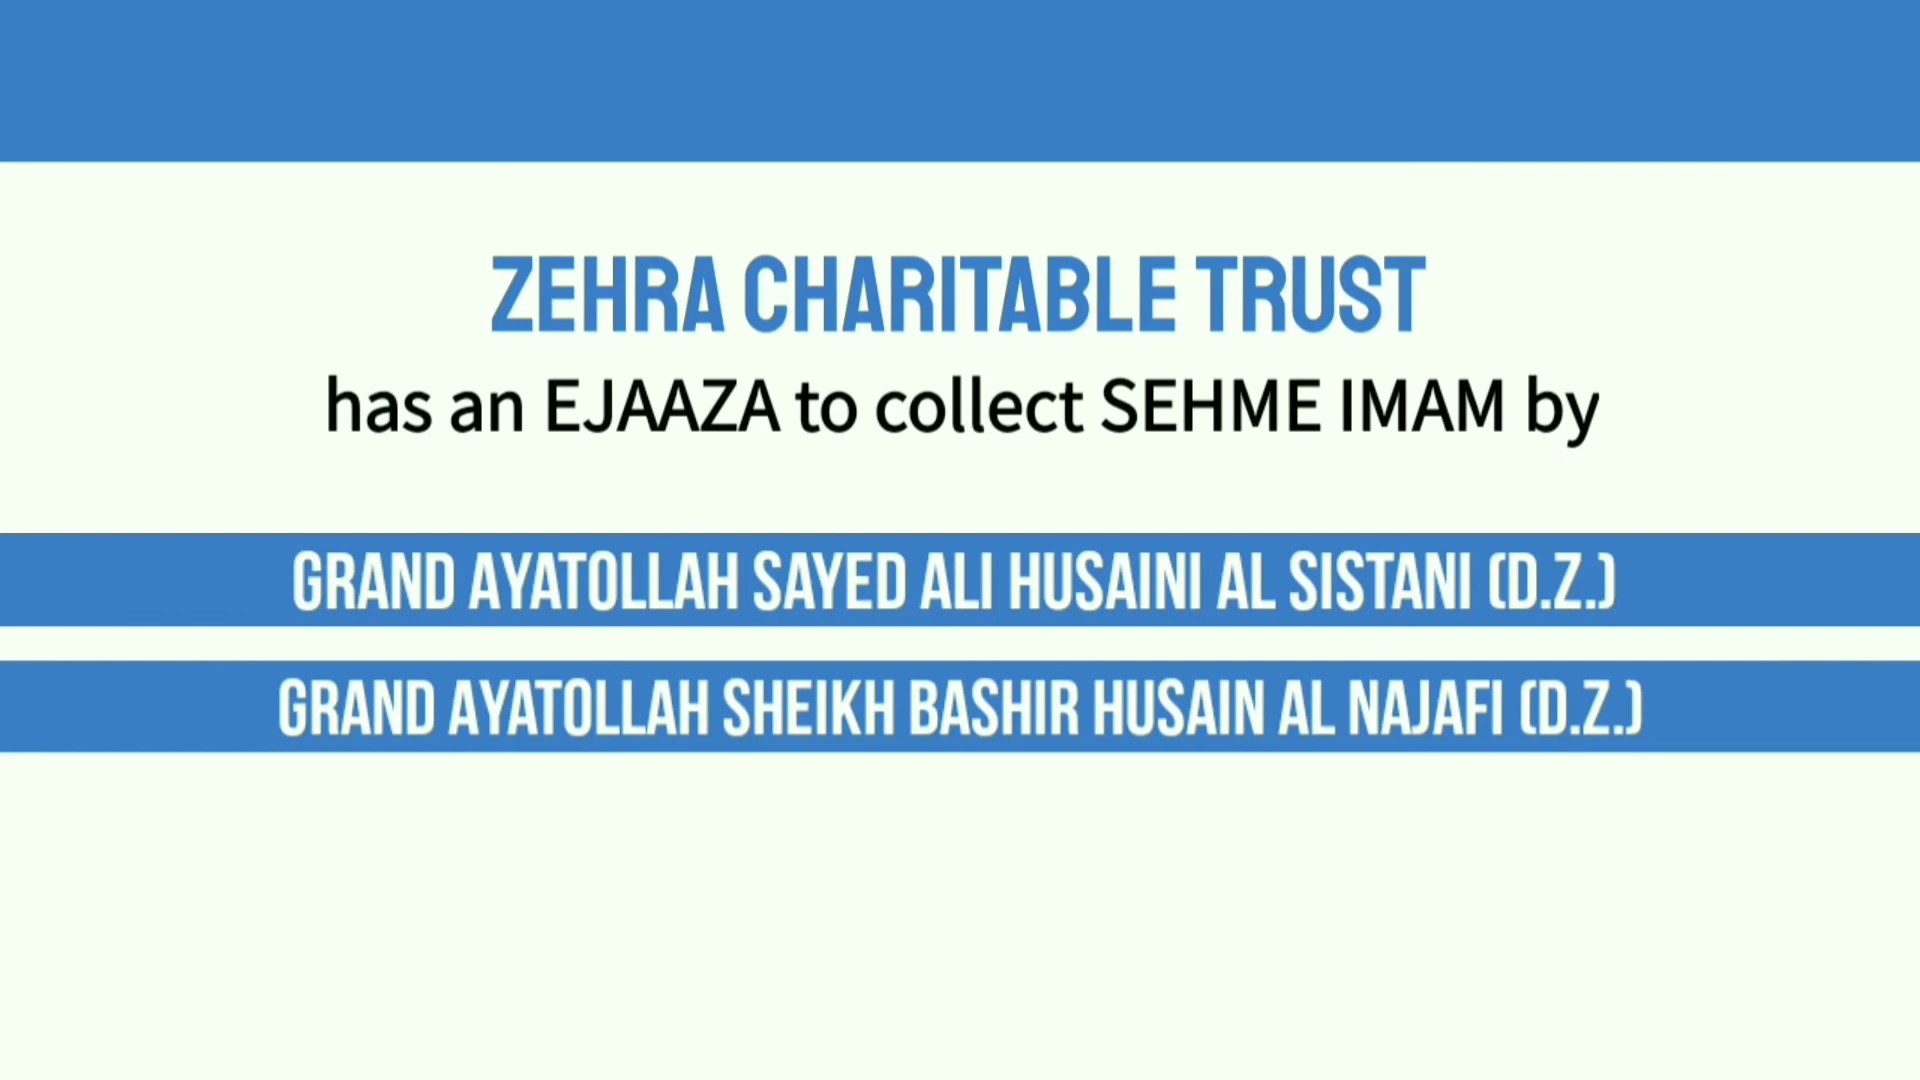 ZEHRA CHARITABLE TRUST
has an EJAAZA to collect SEHME IMAM by
GRAND AYATOLLAH SAYED ALI HUSAINI AL SISTANI (D.Z.)
GRAND AYATOLLAH SHEIKH BASHIR HUSAIN AL NAJAFI (D.Z.)